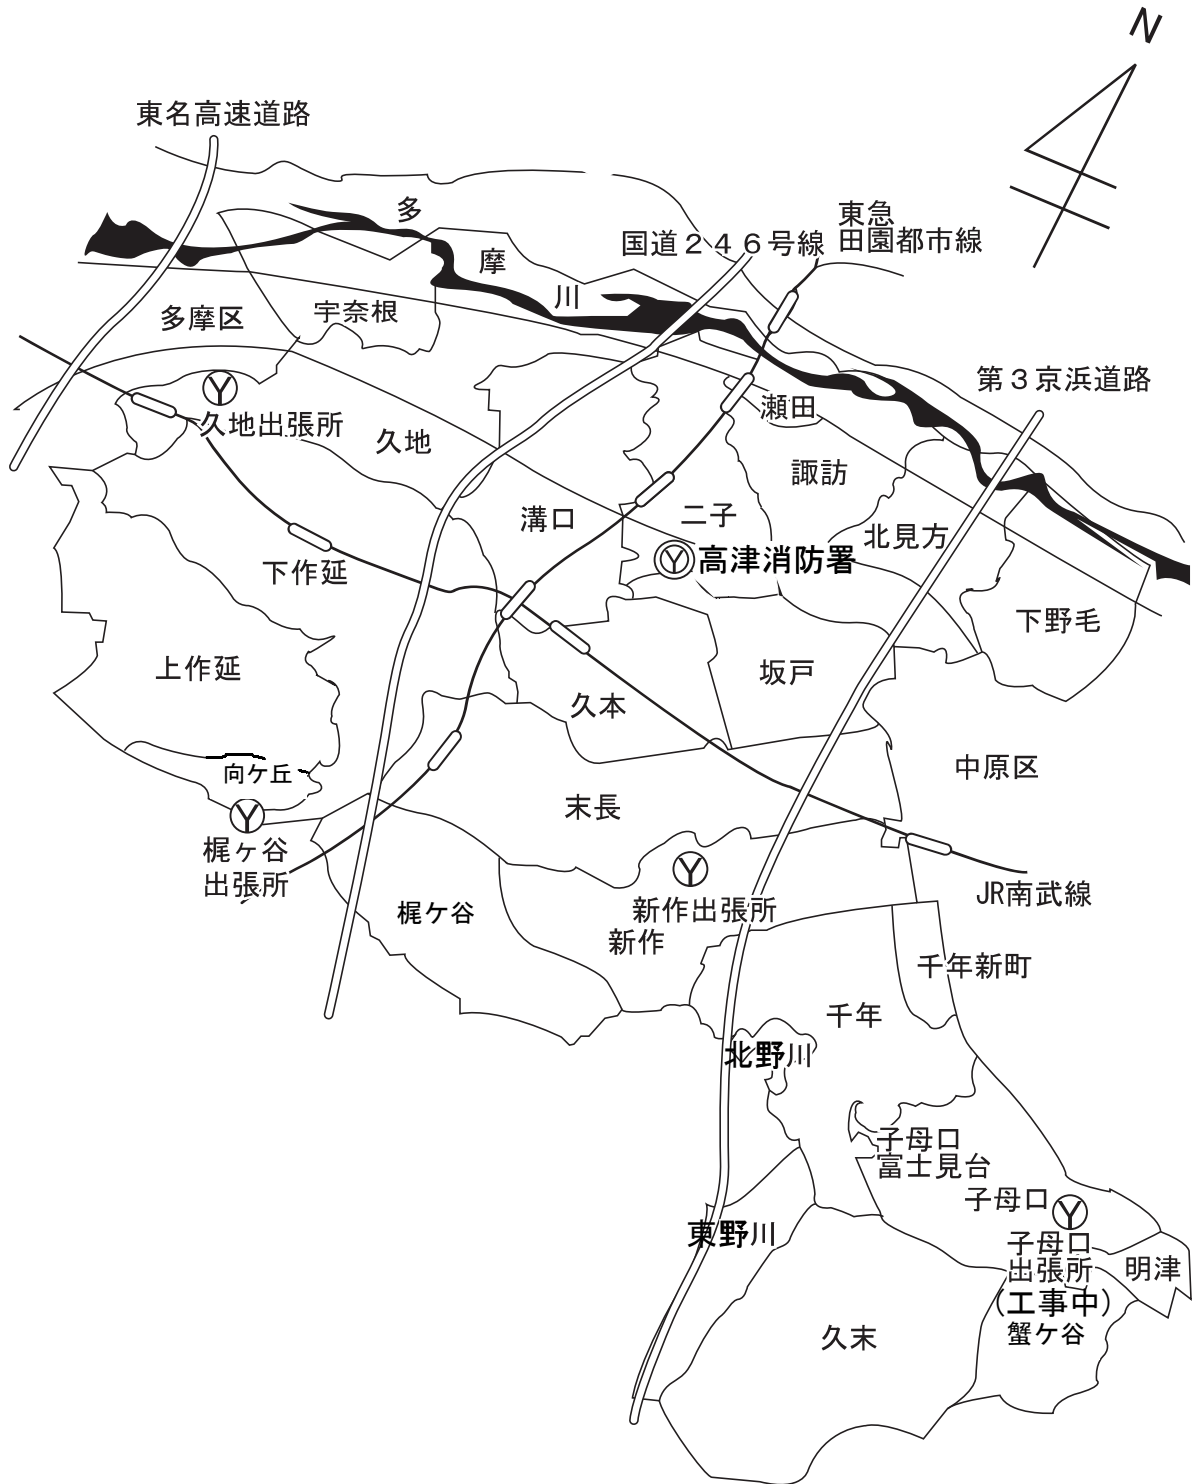 N
東名高速道路
多
摩
川
国道２４６号線
東急
田園都市線
多摩区
宇奈根
第３京浜道路
Y
久地出張所
久地
瀬田
諏訪
溝口
二子
北見方
Y
高津消防署
下作延
下野毛
上作延
坂戸
久本
中原区
向ケ丘
Y
梶ヶ谷
出張所
末長
Y
新作出張所
新作
JR南武線
梶ケ谷
千年新町
千年
北野川
子母口
富士見台
子母口
Y
子母口
出張所
(工事中)
東野川
明津
久末
蟹ケ谷